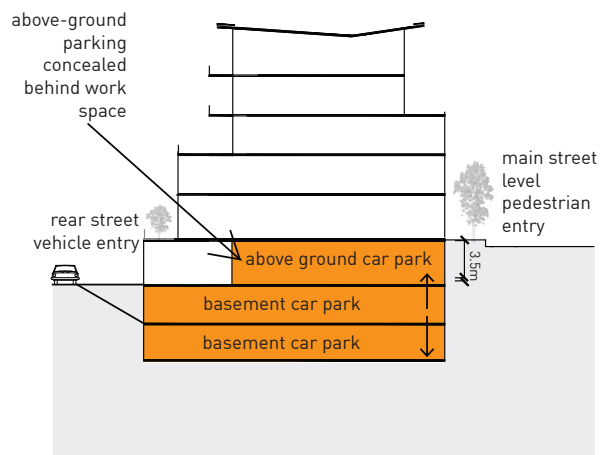 above-ground
parking
concealed
behind work
space
main street
level
pedestrian
entry
rear street
vehicle entry
above ground car park
3.5m
basement car park
basement car park